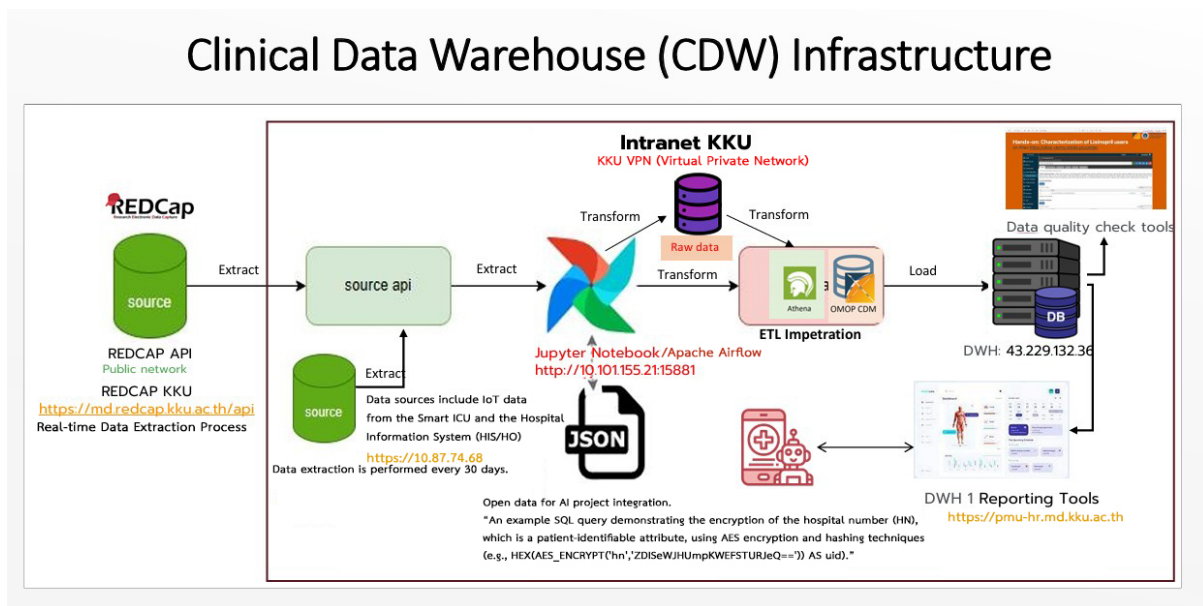 Clinical Data Warehouse (CDW) Infrastructure
Intranet KKU
KKU VPN (Virtual Private Network)
Hands-on: Characterization of Lisinopril users
REDCap
Research Electronic Data Capture
source
Extract
source api
Extract
Transform
Raw data
Transform
Transform
Athena
OMOP CDM
ETL Impetration
Load
Data quality check tools
DB
DWH: 43.229.132.36
REDCAP API
Public network
REDCAP KKU
https://md.redcap.kku.ac.th/api
Real-time Data Extraction Process
source
Extract
Data sources include IoT data
from the Smart ICU and the Hospital
Information System (HIS/HO)
https://10.87.74.68
Data extraction is performed every 30 days.
Jupyter Notebook/Apache Airflow
http://10.101.155.21:15881
JSON
Open data for AI project integration.
"An example SQL query demonstrating the encryption of the hospital number (HN),
which is a patient-identifiable attribute, using AES encryption and hashing techniques
(e.g., HEX(AES_ENCRYPT('hn','ZDISeWJHUmpKWEFSTURJeQ==')) AS uid)."
DWH 1 Reporting Tools
https://pmu-hr.md.kku.ac.th